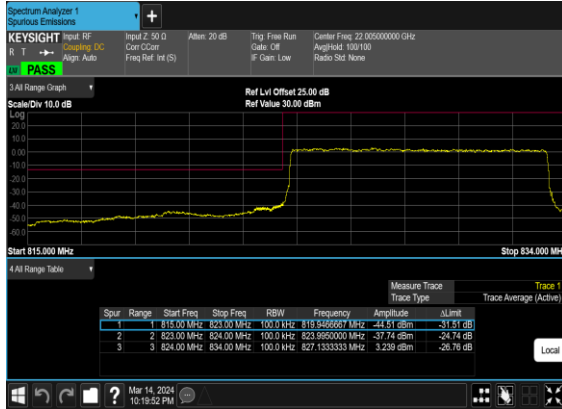 Spectrum Analyzer 1
Spurious Emissions
KEYSIGHT Input: RF Input Z: 50 Ω Atten: 20 dB Trig: Free Run Center Freq: 22.005000000 GHz
R T Coupling: DC Corr CCorr Gate: Off Avg|Hold: 100/100
Align: Auto Freq Ref: Int (S) IF Gain: Low Radio Std: None
PASS
3 All Range Graph
Ref Lvl Offset 25.00 dB
Scale/Div 10.0 dB Ref Value 30.00 dBm
Log
20.0
10.0
0.00
-10.0
-20.0
-30.0
-40.0
-50.0
-60.0
Start 815.000 MHz Stop 834.000 MH
4 All Range Table
Measure Trace Trace 1
Trace Type Trace Average (Active)
Spur Range Start Freq Stop Freq RBW Frequency Amplitude ΔLimit
1 1 815.00 MHz 823.00 MHz 100.0 kHz 819.9466667 MHz -44.51 dBm -31.51 dB
2 2 823.00 MHz 824.00 MHz 100.0 kHz 823.9950000 MHz -37.74 dBm -24.74 dB
3 3 824.00 MHz 834.00 MHz 100.0 kHz 827.1333333 MHz 3.239 dBm -26.76 dB
Local
Mar 14, 2024
10:19:52 PM